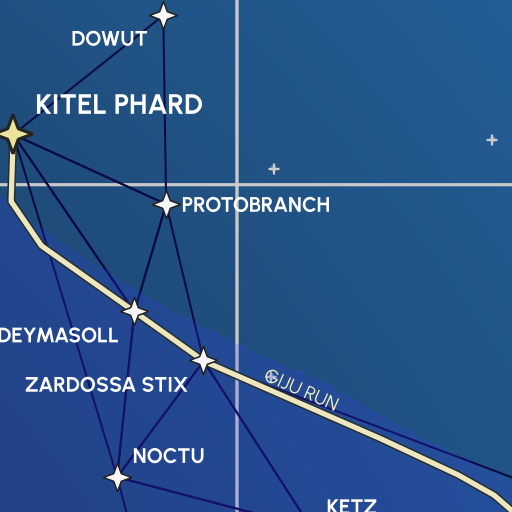 DOWUT
KITEL PHARD
PROTOBRANCH
DEYMASOLL
GIJU RUN
ZARDOSSA STIX
NOCTU
KETZ